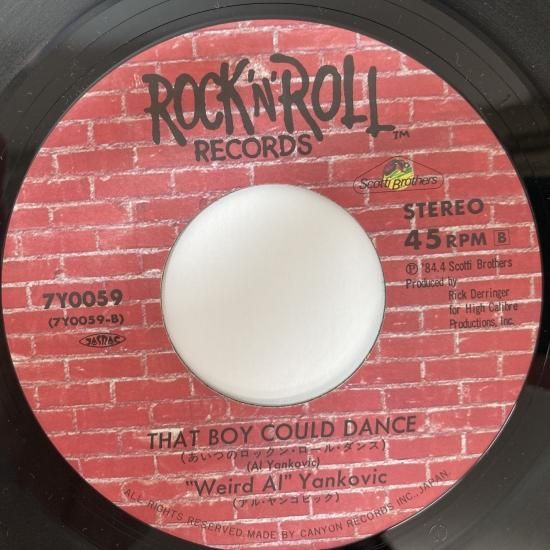 ROCK'N'ROLL™
RECORDS
Scotti Brothers
STEREO
45 RPM B
Ⓟ '84.4 Scotti Brothers
Produced by
Rick Derringer
for High Calibre
Productions, Inc.
7Y0059
(7Y0059-B)
JASRAC
THAT BOY COULD DANCE
(あいつのロックン・ロール・ダンス)
(Al Yankovic)
"Weird Al" Yankovic
(アル・ヤンコビック)
ALL RIGHTS RESERVED. MADE BY CANYON RECORDS INC., JAPAN